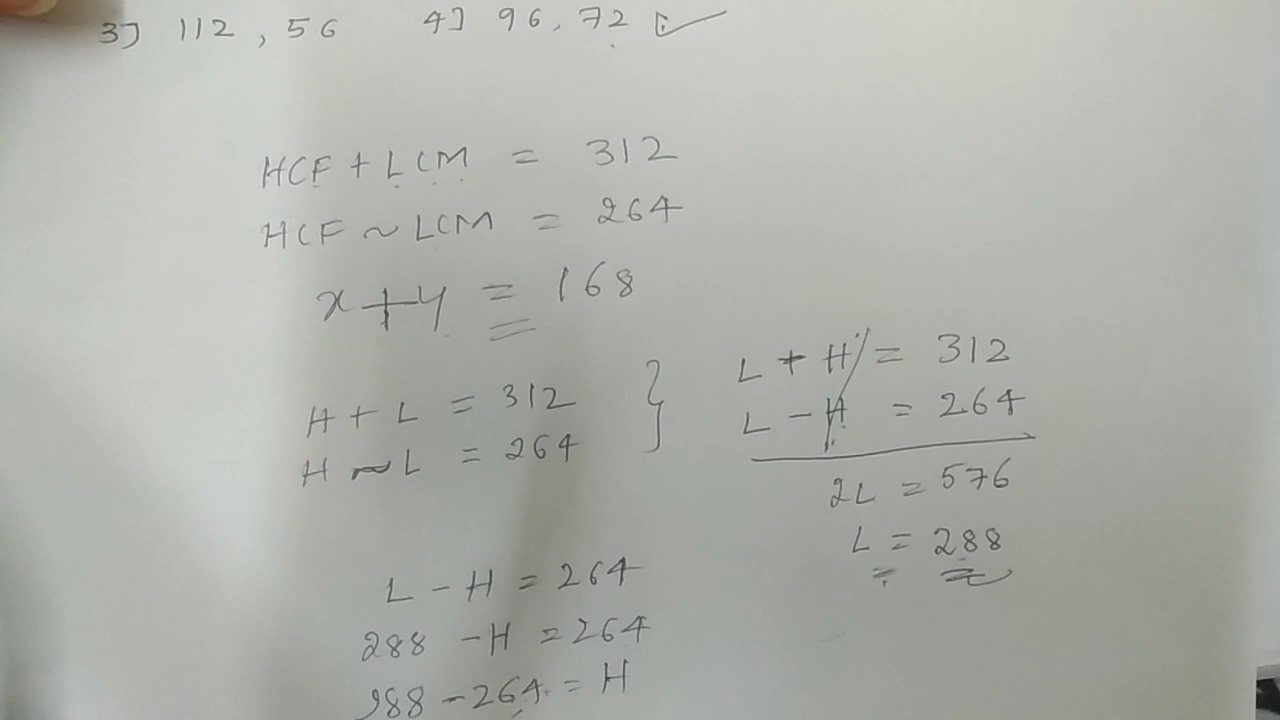 3] 112, 56 4] 96, 72
HCF + LCM = 312
HCF ~ LCM = 264
x + y = 168
H + L = 312
H ~ L = 264
L + H = 312
L - H = 264
2L = 576
L = 288
L - H = 264
288 - H = 264
288 - 264 = H